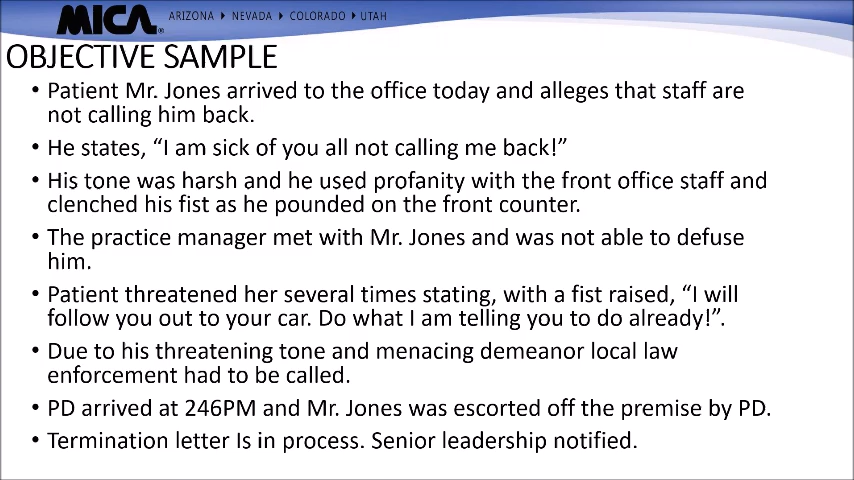 MICA® ARIZONA ▸ NEVADA ▸ COLORADO ▸ UTAH
OBJECTIVE SAMPLE
• Patient Mr. Jones arrived to the office today and alleges that staff are
not calling him back.
• He states, “I am sick of you all not calling me back!”
• His tone was harsh and he used profanity with the front office staff and
clenched his fist as he pounded on the front counter.
• The practice manager met with Mr. Jones and was not able to defuse
him.
• Patient threatened her several times stating, with a fist raised, “I will
follow you out to your car. Do what I am telling you to do already!”.
• Due to his threatening tone and menacing demeanor local law
enforcement had to be called.
• PD arrived at 246PM and Mr. Jones was escorted off the premise by PD.
• Termination letter Is in process. Senior leadership notified.